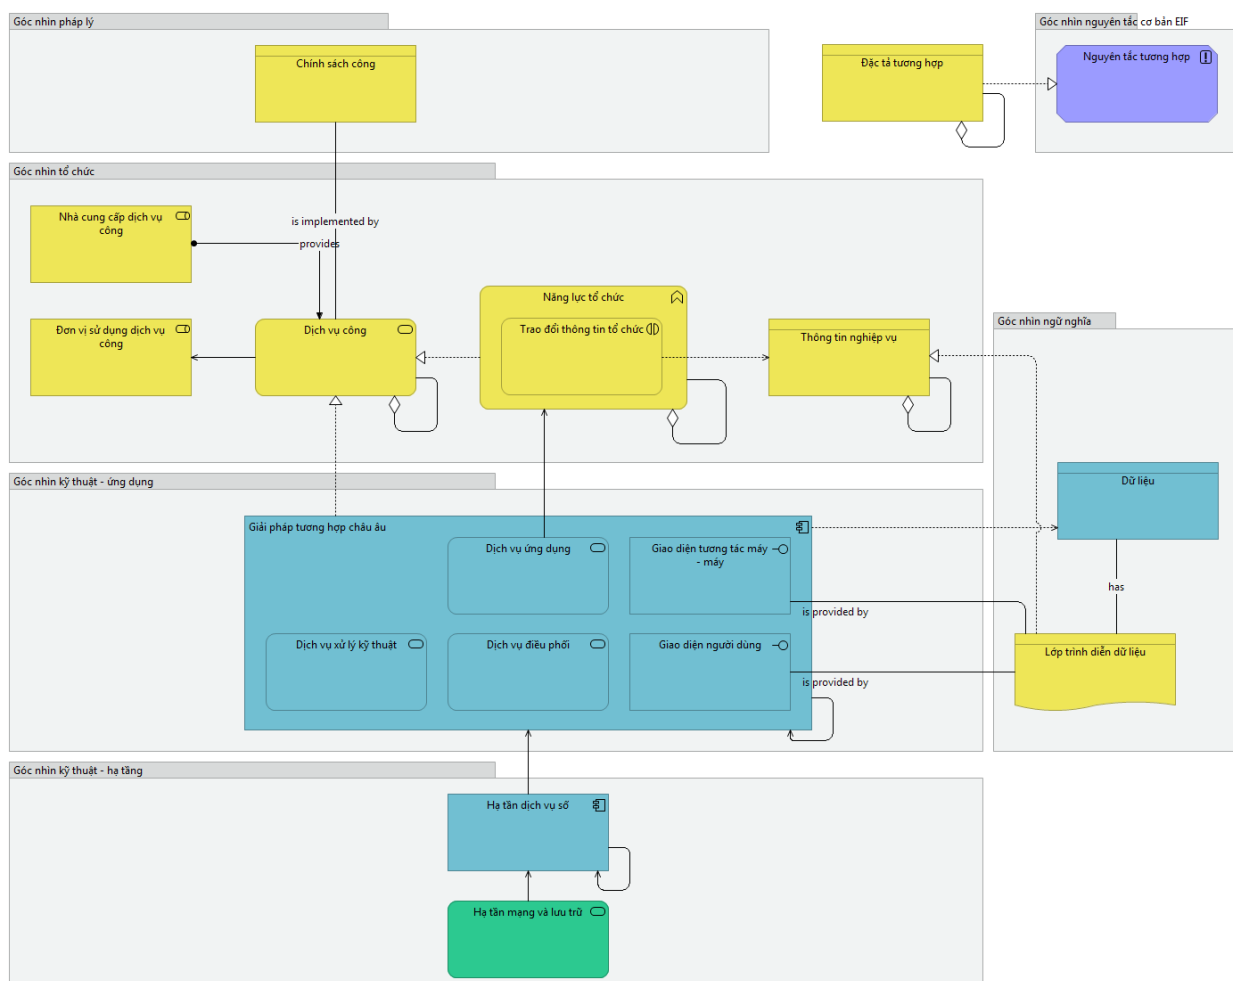 Góc nhìn pháp lý
Chính sách công
Đặc tả tương hợp
Góc nhìn nguyên tắc cơ bản EIF
Nguyên tắc tương hợp
Góc nhìn tổ chức
Nhà cung cấp dịch vụ
công
is implemented by
provides
Đơn vị sử dụng dịch vụ
công
Dịch vụ công
Năng lực tổ chức
Trao đổi thông tin tổ chức
Thông tin nghiệp vụ
Góc nhìn ngữ nghĩa
Dữ liệu
has
Lớp trình diễn dữ liệu
Góc nhìn kỹ thuật - ứng dụng
Giải pháp tương hợp châu âu
Dịch vụ ứng dụng
Giao diện tương tác máy
- máy
is provided by
Dịch vụ xử lý kỹ thuật
Dịch vụ điều phối
Giao diện người dùng
is provided by
Góc nhìn kỹ thuật - hạ tầng
Hạ tần dịch vụ số
Hạ tần mạng và lưu trữ